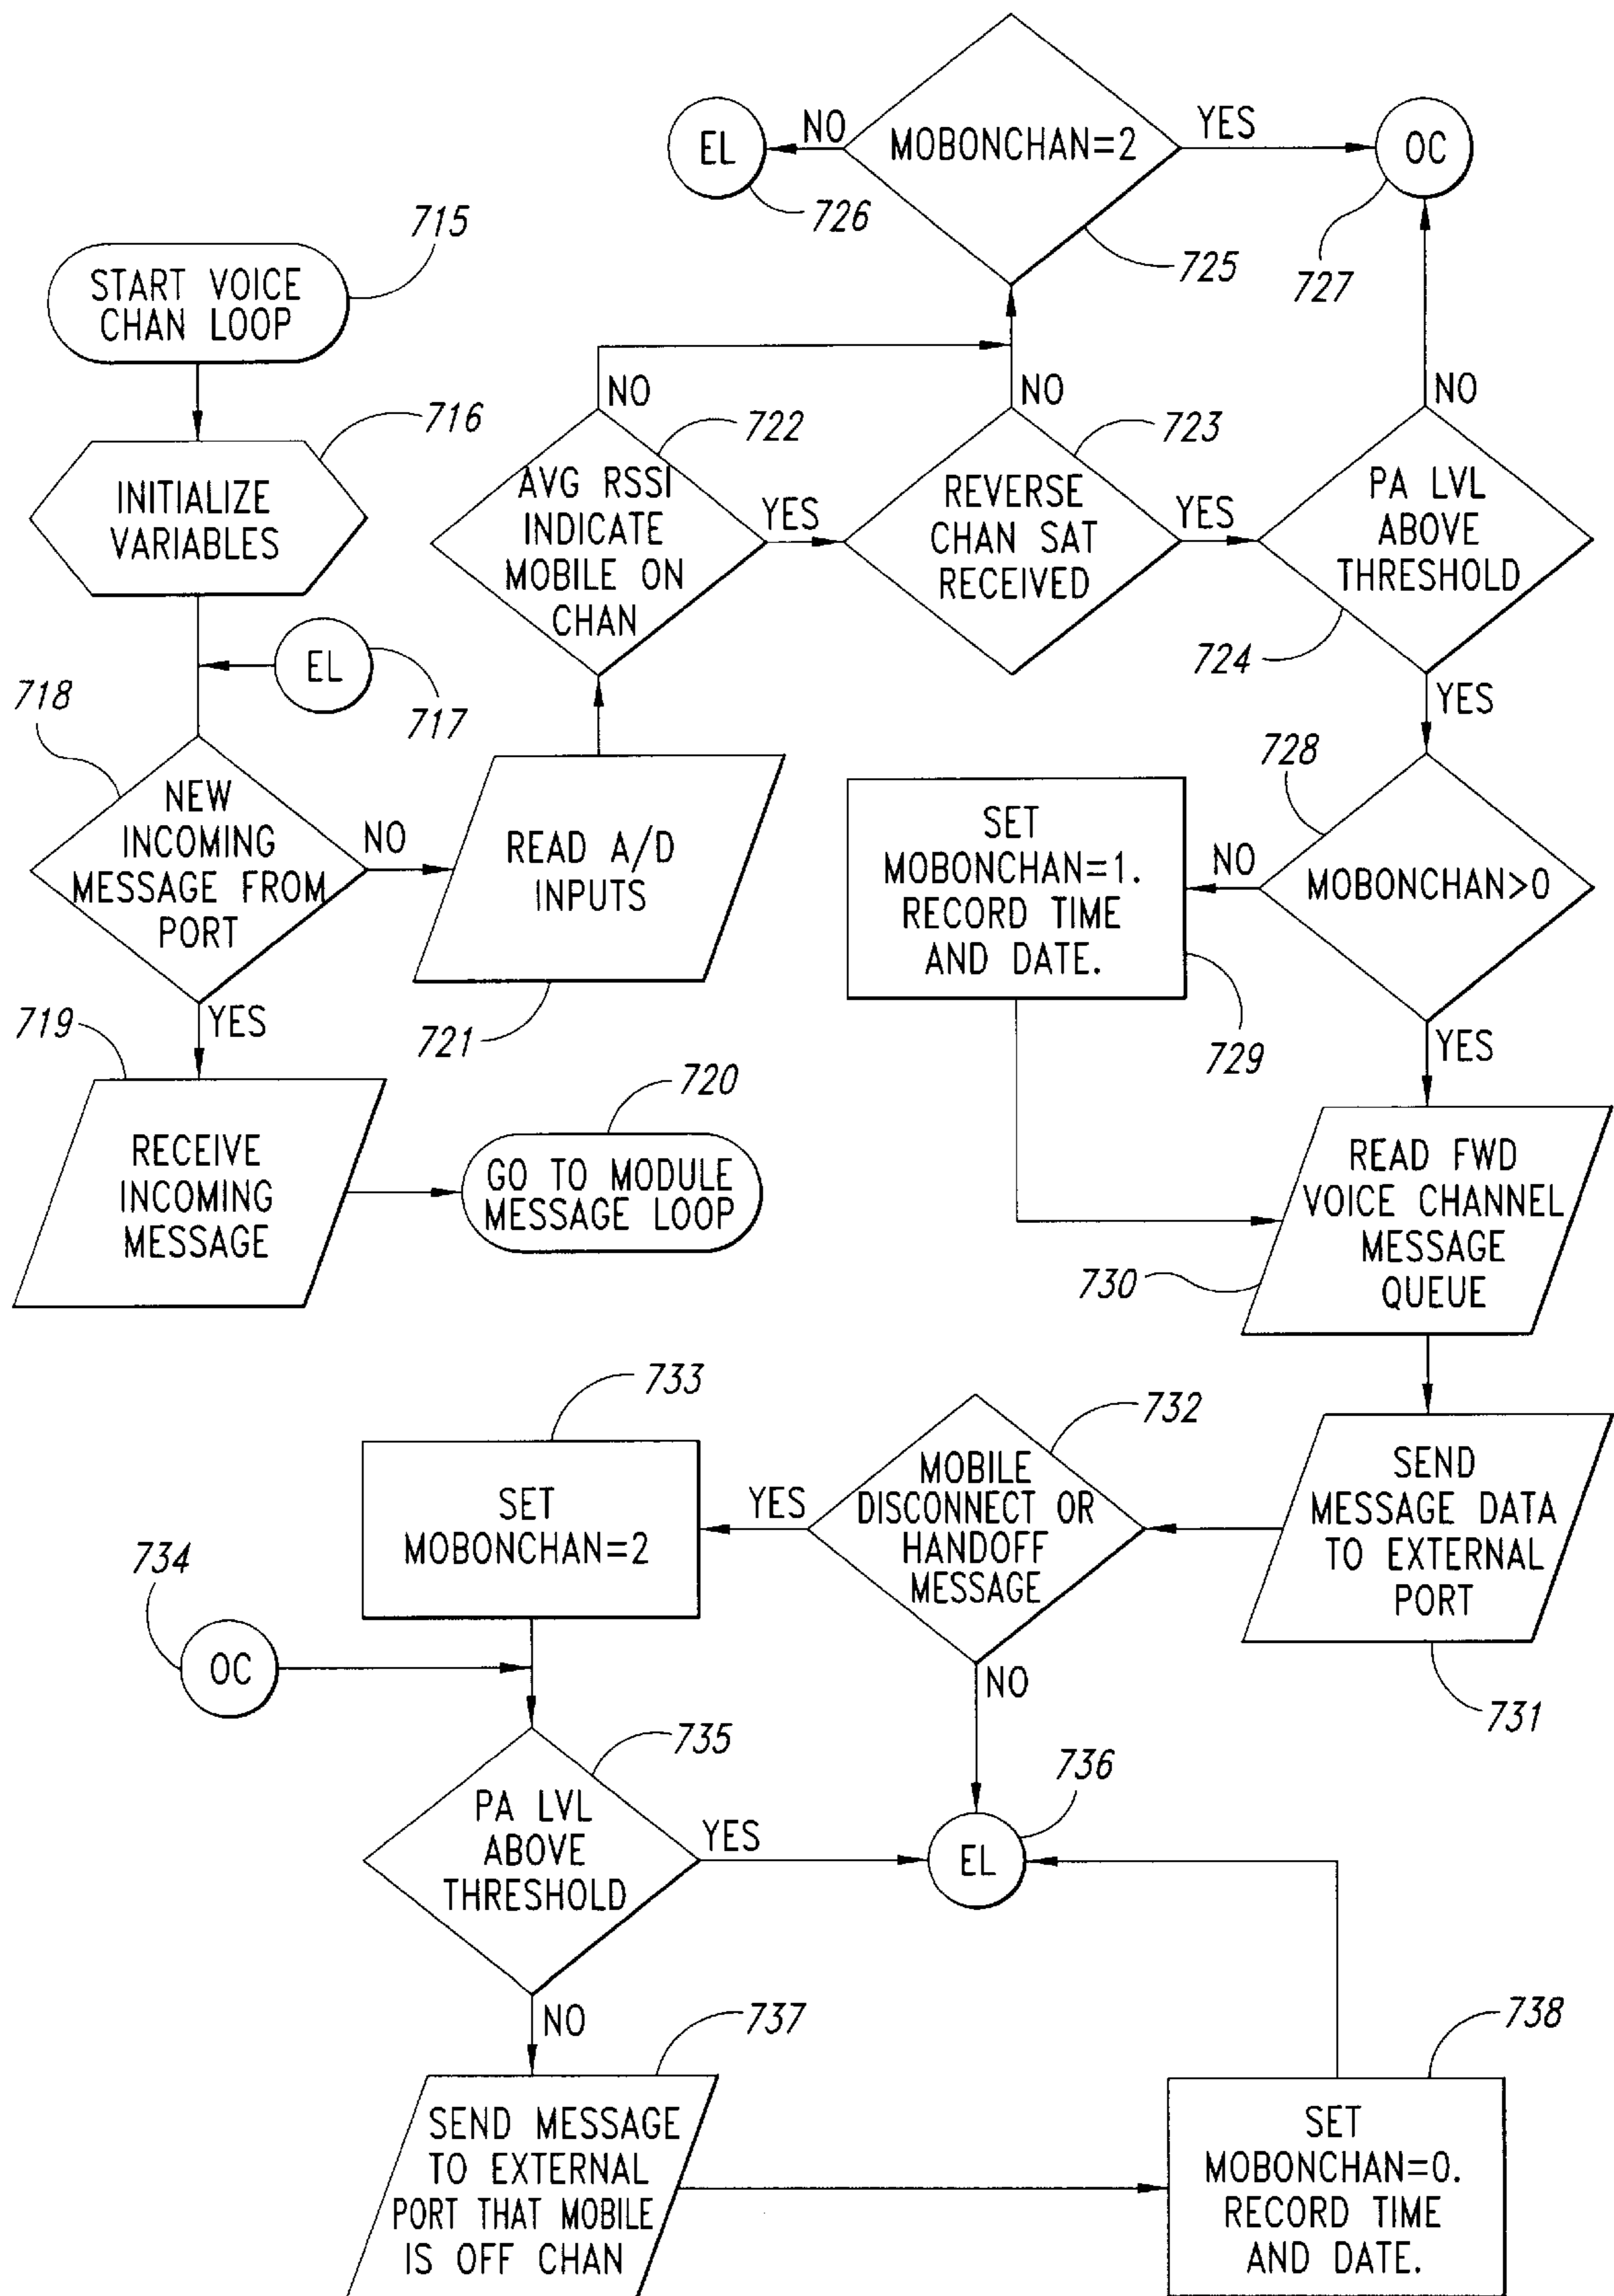 MOBONCHAN=2
NO
YES
EL
OC
726
725
727
715
START VOICE
CHAN LOOP
716
INITIALIZE
VARIABLES
EL
717
718
NEW
INCOMING
MESSAGE FROM
PORT
NO
YES
719
RECEIVE
INCOMING
MESSAGE
720
GO TO MODULE
MESSAGE LOOP
READ A/D
INPUTS
721
NO
722
AVG RSSI
INDICATE
MOBILE ON
CHAN
YES
NO
723
REVERSE
CHAN SAT
RECEIVED
YES
NO
PA LVL
ABOVE
THRESHOLD
724
YES
728
MOBONCHAN>0
NO
SET
MOBONCHAN=1.
RECORD TIME
AND DATE.
729
YES
READ FWD
VOICE CHANNEL
MESSAGE
QUEUE
730
SEND
MESSAGE DATA
TO EXTERNAL
PORT
731
732
MOBILE
DISCONNECT OR
HANDOFF
MESSAGE
YES
NO
733
SET
MOBONCHAN=2
734
OC
735
PA LVL
ABOVE
THRESHOLD
YES
736
EL
NO
737
SEND MESSAGE
TO EXTERNAL
PORT THAT MOBILE
IS OFF CHAN
738
SET
MOBONCHAN=0.
RECORD TIME
AND DATE.